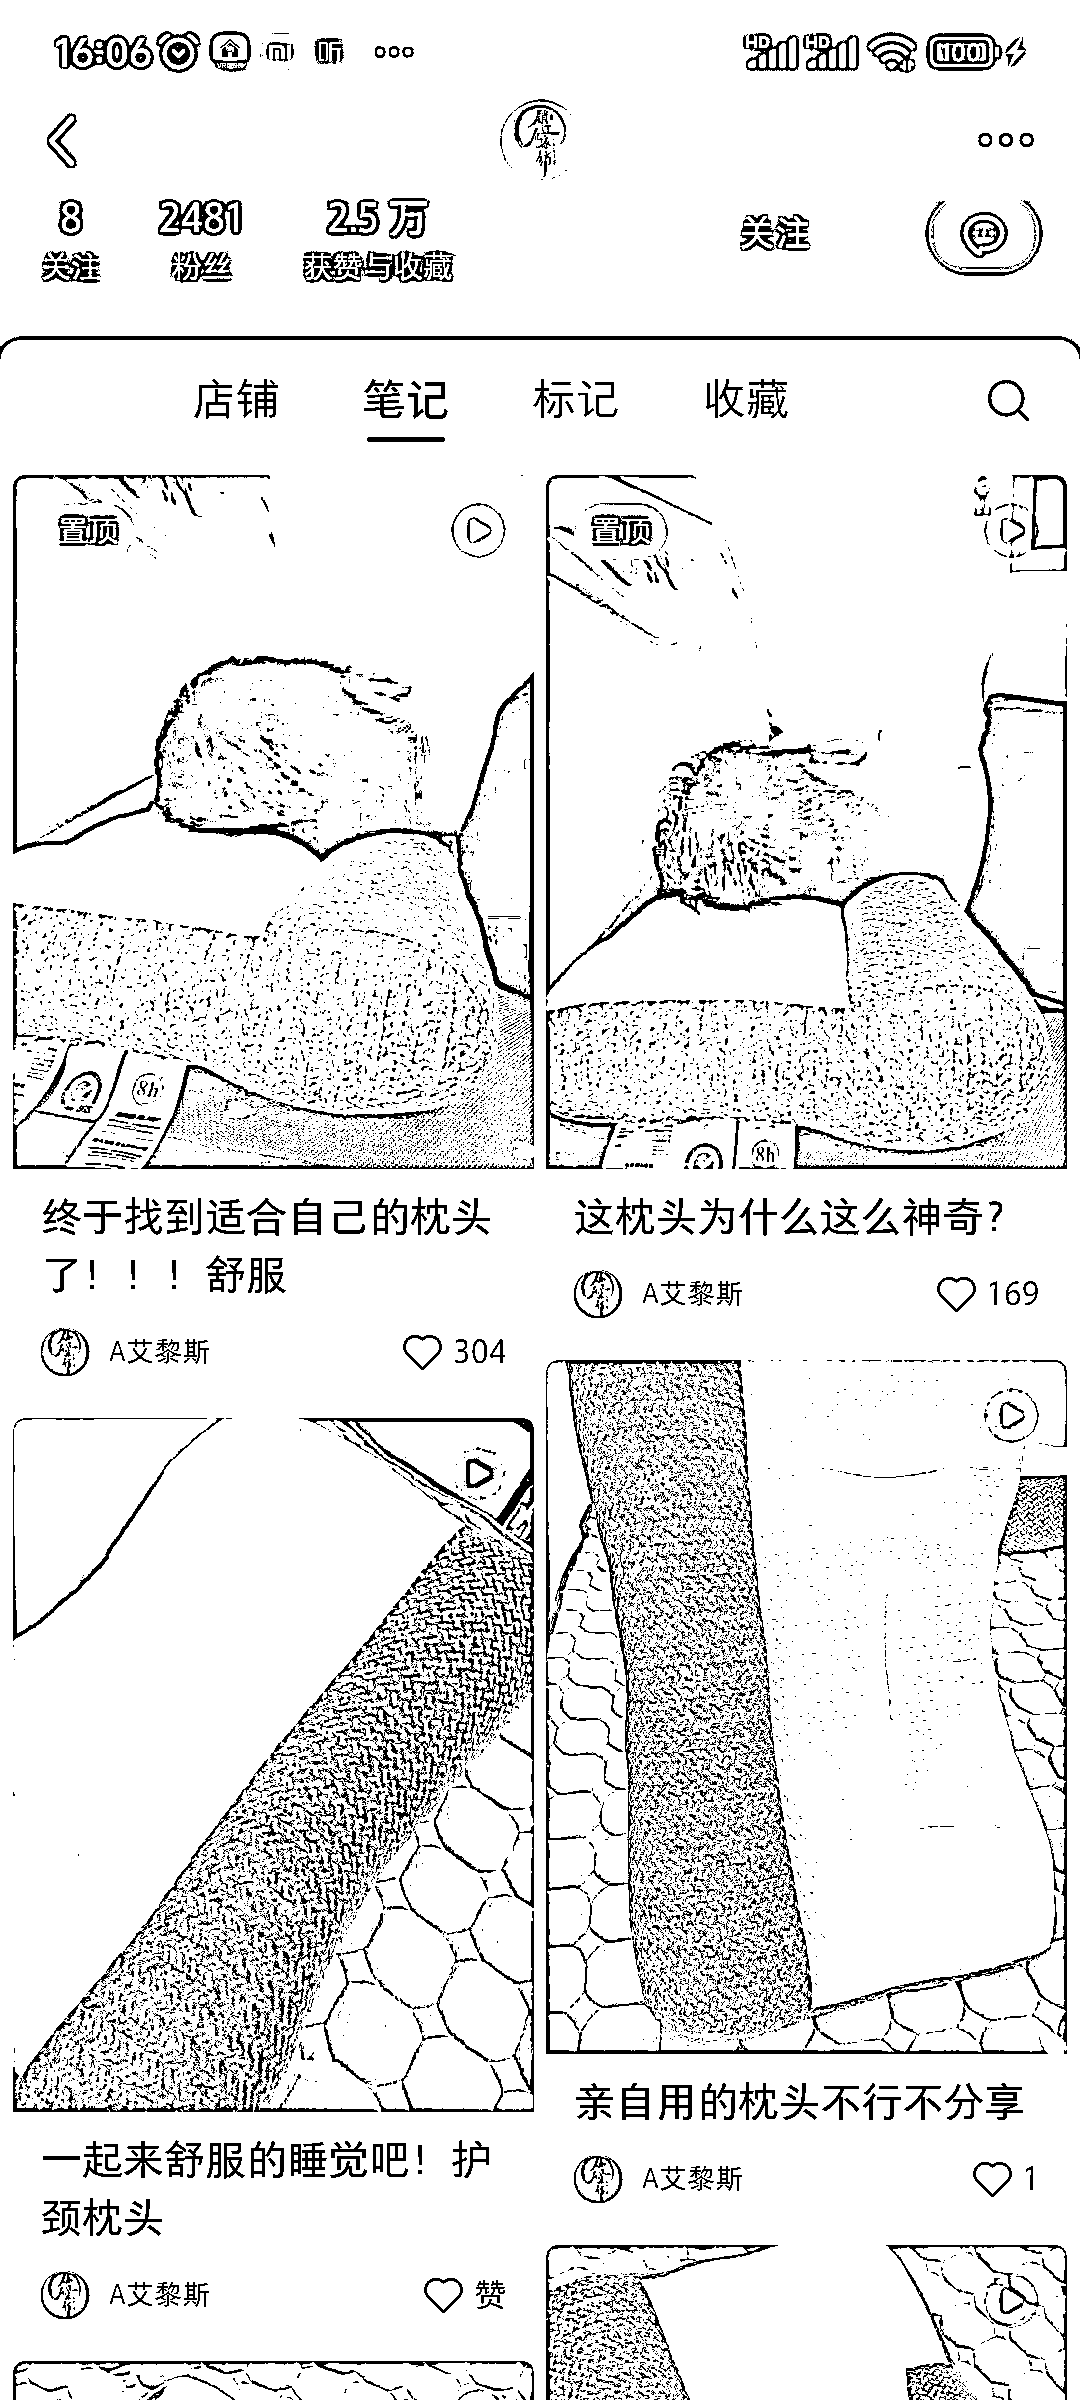 16:06
HD HD 100
8 2481 2.5 万
关注 粉丝 获赞与收藏
关注
店铺 笔记 标记 收藏
置顶
8h
终于找到适合自己的枕头
了！！！舒服
A艾黎斯 304
置顶
8h
这枕头为什么这么神奇？
A艾黎斯 169
一起来舒服的睡觉吧！护
颈枕头
A艾黎斯 赞
亲自用的枕头不行不分享
A艾黎斯 1